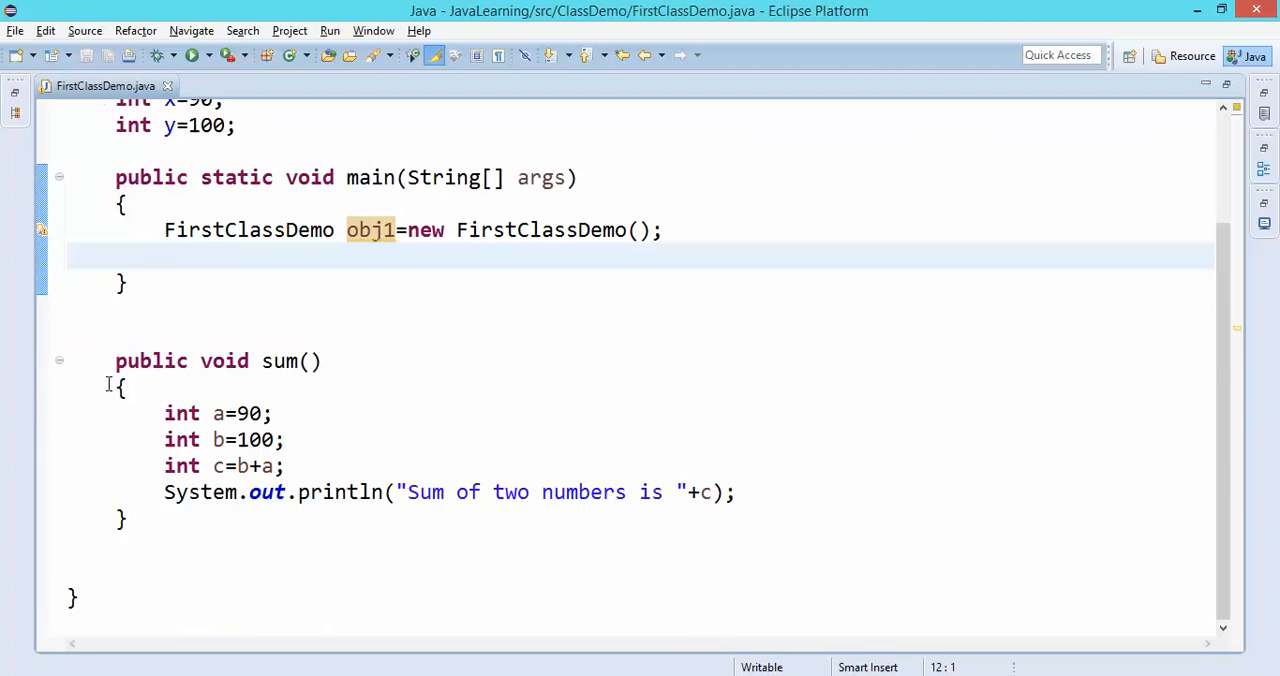 Java - JavaLearning/src/ClassDemo/FirstClassDemo.java - Eclipse Platform
File Edit Source Refactor Navigate Search Project Run Window Help
Quick Access Resource Java
FirstClassDemo.java
int x=90;
int y=100;
public static void main(String[] args)
{
FirstClassDemo obj1=new FirstClassDemo();
}
public void sum()
{
int a=90;
int b=100;
int c=b+a;
System.out.println("Sum of two numbers is "+c);
}
}
Writable Smart Insert 12 : 1